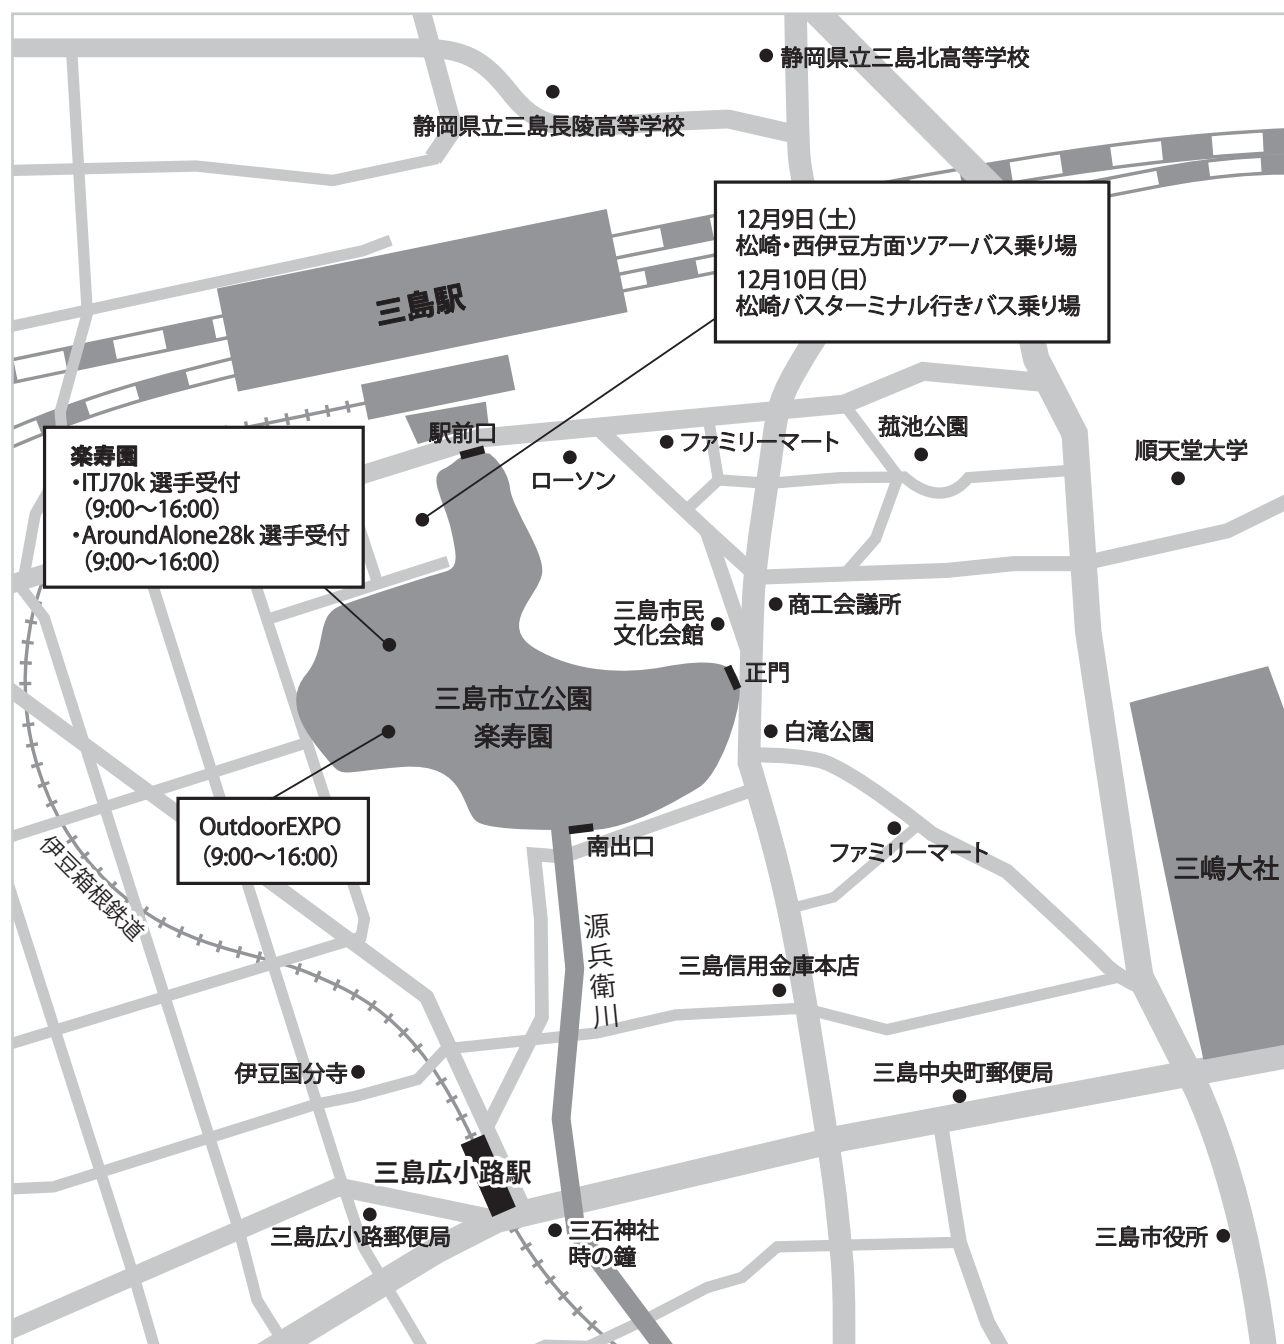 静岡県立三島北高等学校
静岡県立三島長陵高等学校
12月9日(土)
松崎・西伊豆方面ツアーバス乗り場
12月10日(日)
松崎バスターミナル行きバス乗り場
三島駅
駅前口
ファミリーマート
ローソン
菰池公園
順天堂大学
楽寿園
・ITJ70k 選手受付
(9:00〜16:00)
・AroundAlone28k 選手受付
(9:00〜16:00)
商工会議所
三島市民
文化会館
正門
三島市立公園
楽寿園
白滝公園
OutdoorEXPO
(9:00〜16:00)
南出口
ファミリーマート
三嶋大社
伊豆箱根鉄道
源兵衛川
三島信用金庫本店
伊豆国分寺
三島中央町郵便局
三島広小路駅
三島広小路郵便局
三石神社
時の鐘
三島市役所